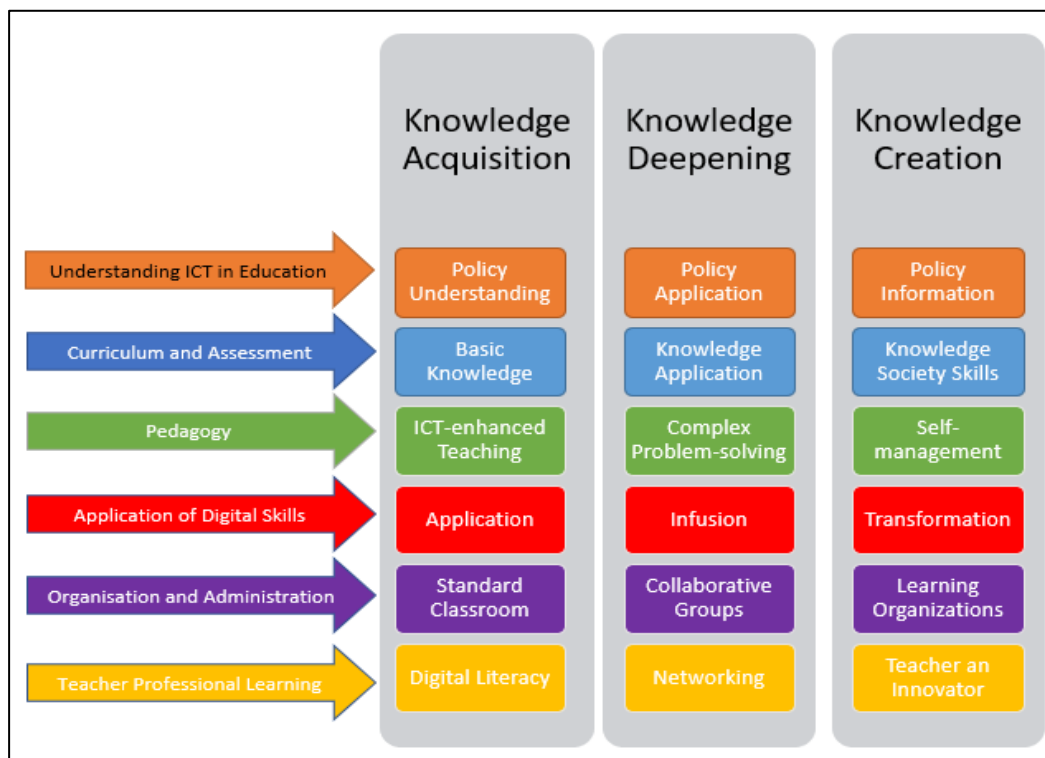 Knowledge
Acquisition
Knowledge
Deepening
Knowledge
Creation
Understanding ICT in Education
Policy
Understanding
Policy
Application
Policy
Information
Curriculum and Assessment
Basic
Knowledge
Knowledge
Application
Knowledge
Society Skills
Pedagogy
ICT-enhanced
Teaching
Complex
Problem-solving
Self-
management
Application of Digital Skills
Application
Infusion
Transformation
Organisation and Administration
Standard
Classroom
Collaborative
Groups
Learning
Organizations
Teacher Professional Learning
Digital Literacy
Networking
Teacher an
Innovator